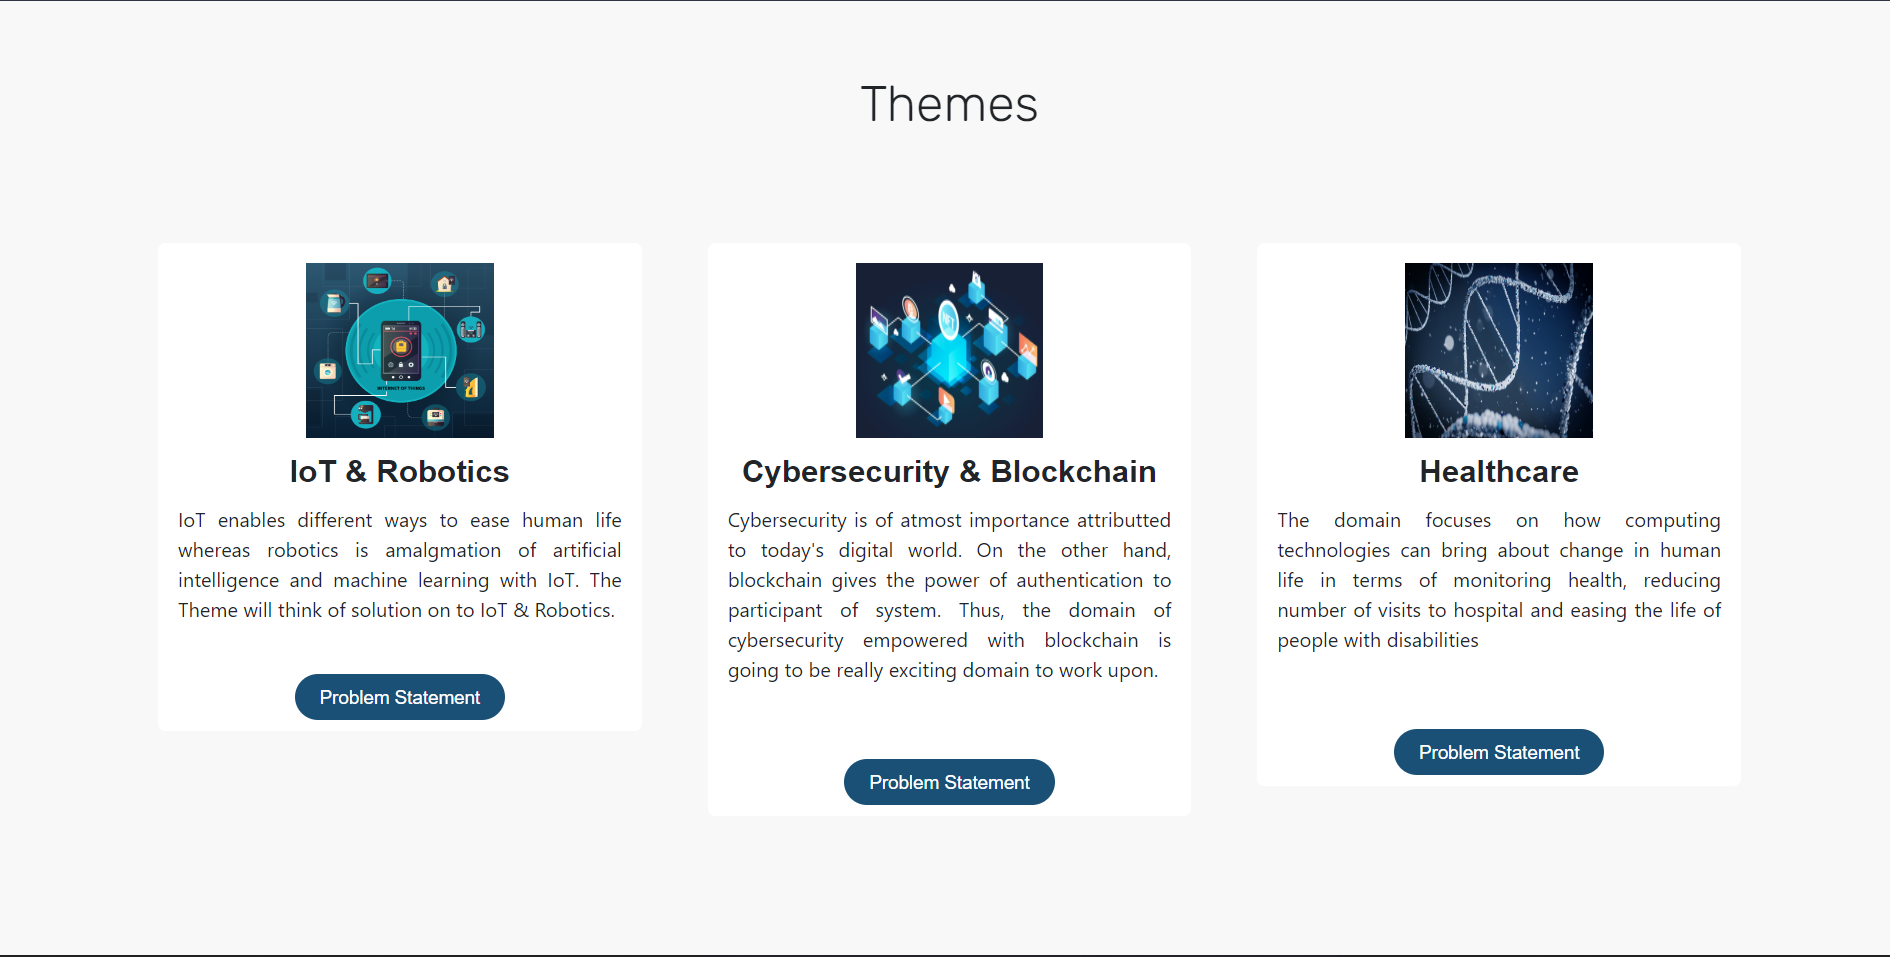 Themes
INTERNET OF THINGS
NFT
IoT & Robotics
IoT enables different ways to ease human life
whereas robotics is amalgmation of artificial
intelligence and machine learning with IoT. The
Theme will think of solution on to IoT & Robotics.
Problem Statement
Cybersecurity & Blockchain
Cybersecurity is of atmost importance attributted
to today's digital world. On the other hand,
blockchain gives the power of authentication to
participant of system. Thus, the domain of
cybersecurity empowered with blockchain is
going to be really exciting domain to work upon.
Problem Statement
Healthcare
The domain focuses on how computing
technologies can bring about change in human
life in terms of monitoring health, reducing
number of visits to hospital and easing the life of
people with disabilities
Problem Statement